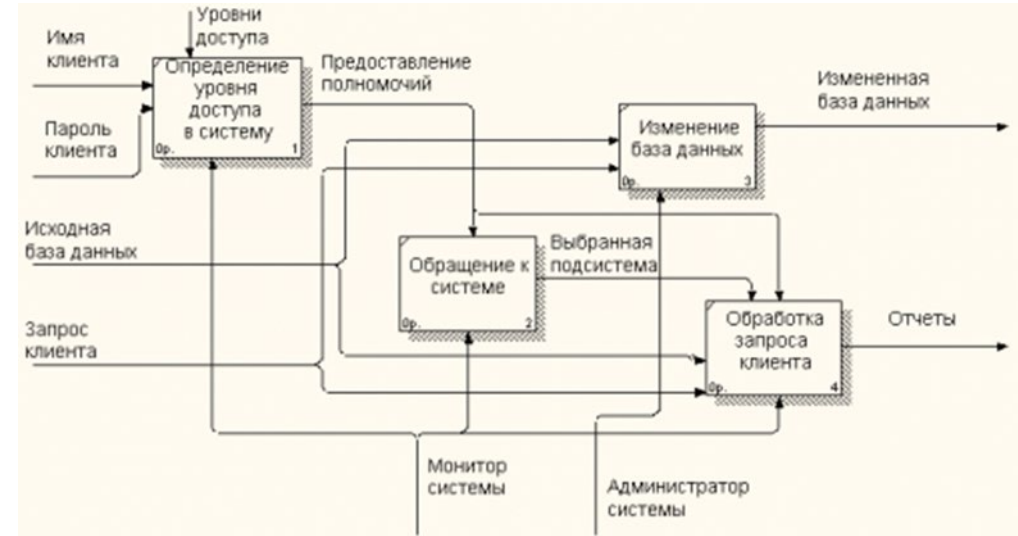 Уровни
доступа
Имя
клиента
Определение
уровня
доступа
в систему
0р. 1
Предоставление
полномочий
Пароль
клиента
Измененная
база данных
Изменение
база данных
0р. 3
Исходная
база данных
Обращение к
системе
0р. 2
Выбранная
подсистема
Запрос
клиента
Обработка
запроса
клиента
0р. 4
Отчеты
Монитор
системы
Администратор
системы